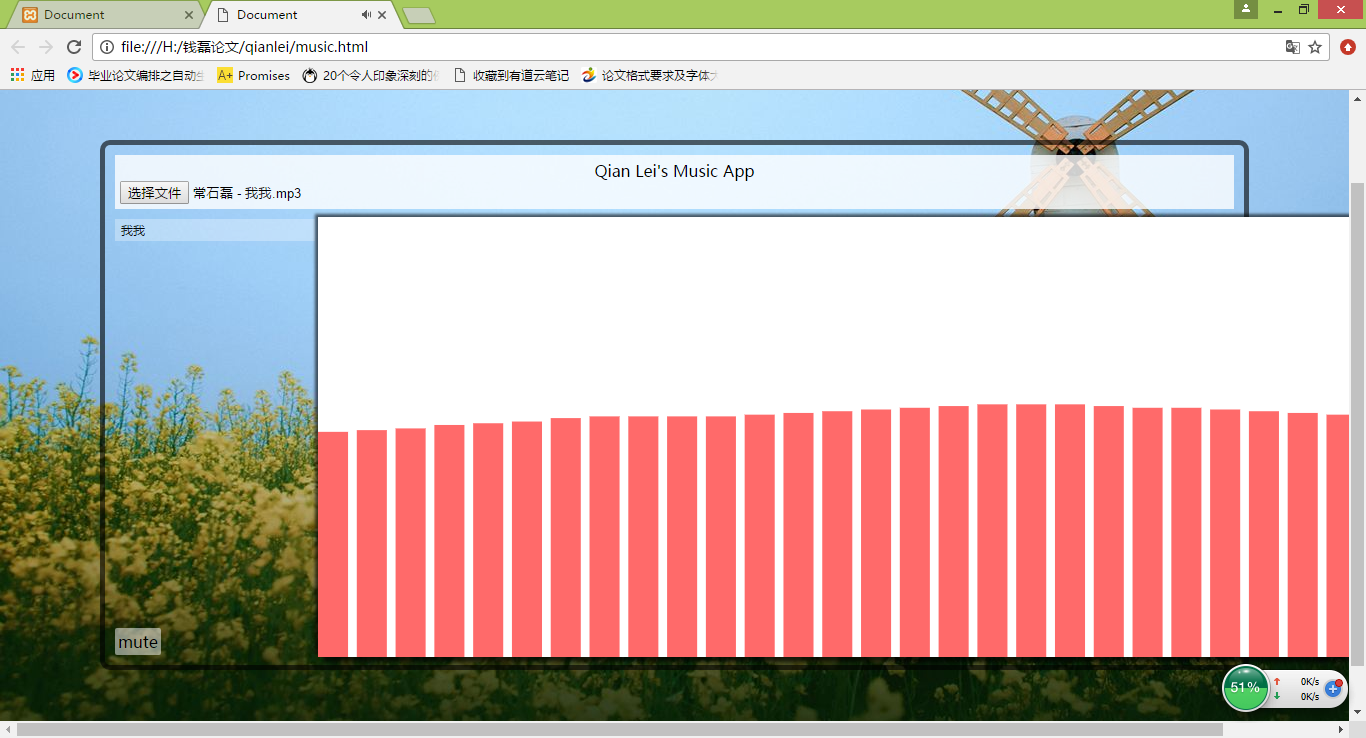 Document
Document
file:///H:/钱磊论文/qianlei/music.html
应用
毕业论文编排之自动生
A+ Promises
20个令人印象深刻的
收藏到有道云笔记
论文格式要求及字体
Qian Lei's Music App
选择文件 常石磊 - 我我.mp3
我我
mute
51%
0K/s
0K/s